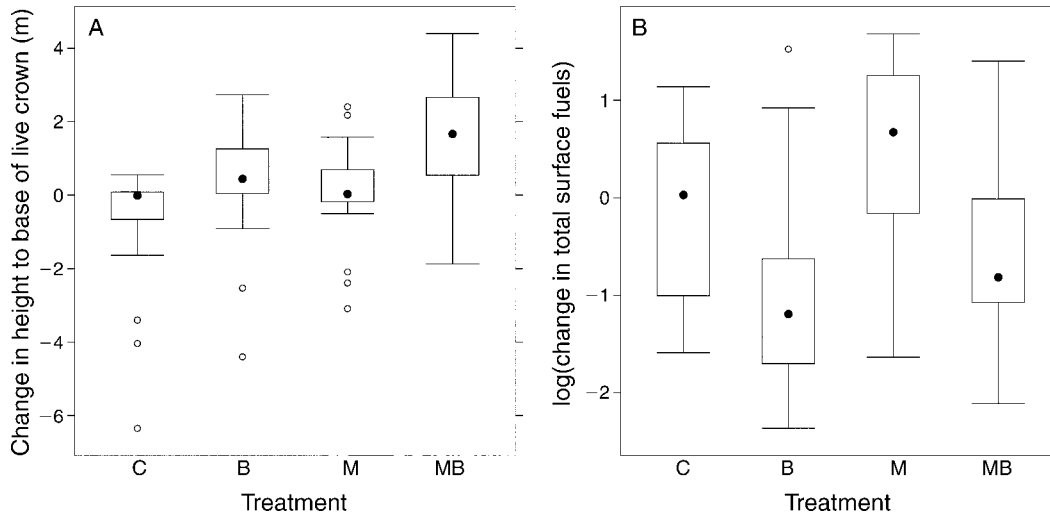 A
Change in height to base of live crown (m)
4
2
0
−2
−4
−6
C B M MB
Treatment
B
log(change in total surface fuels)
1
0
−1
−2
C B M MB
Treatment